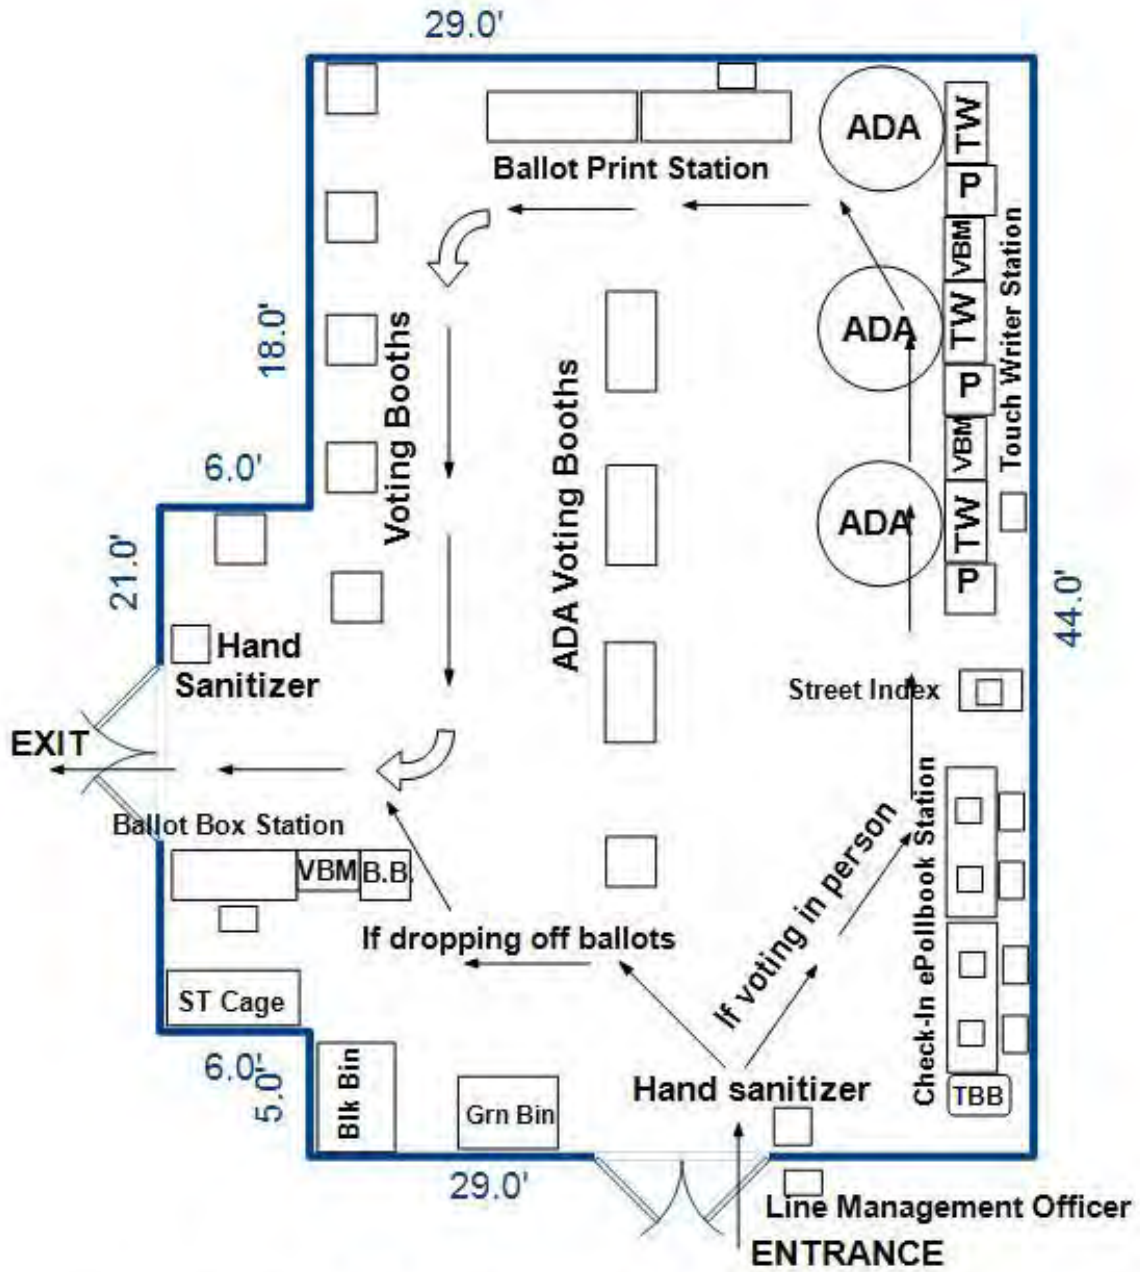 29.0'
ADA
TW
P
Ballot Print Station
VBM
Touch Writer Station
ADA
TW
18.0'
Voting Booths
ADA Voting Booths
P
VBM
6.0'
ADA
TW
P
21.0'
44.0'
Hand
Sanitizer
Street Index
EXIT
Check-In ePollbook Station
Ballot Box Station
VBM
B.B.
If dropping off ballots
If voting in person
ST Cage
6.0'
5.0'
Blk Bin
Grn Bin
Hand sanitizer
TBB
29.0'
Line Management Officer
ENTRANCE